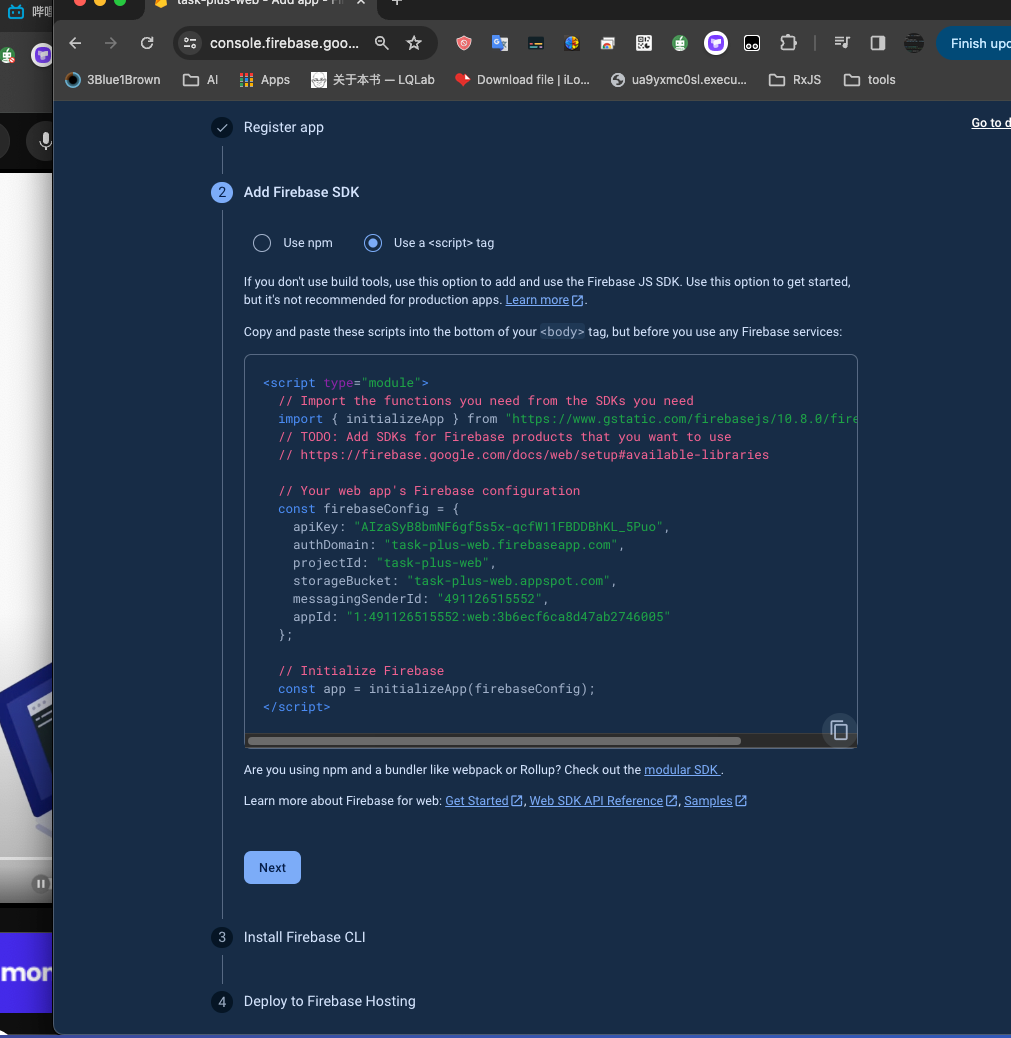 哔哩
task-plus-web - Add app - Fi
console.firebase.goo...
Finish upd
3Blue1Brown
AI
Apps
关于本书 — LQLab
Download file | iLo...
ua9yxmc0sl.execu...
RxJS
tools
Register app
Go to d
2 Add Firebase SDK
Use npm
Use a <script> tag
If you don't use build tools, use this option to add and use the Firebase JS SDK. Use this option to get started,
but it's not recommended for production apps. Learn more.
Copy and paste these scripts into the bottom of your <body> tag, but before you use any Firebase services:
<script type="module">
// Import the functions you need from the SDKs you need
import { initializeApp } from "https://www.gstatic.com/firebasejs/10.8.0/fire
// TODO: Add SDKs for Firebase products that you want to use
// https://firebase.google.com/docs/web/setup#available-libraries
// Your web app's Firebase configuration
const firebaseConfig = {
apiKey: "AIzaSyB8bmNF6gf5s5x-qcfW11FBDDBhKL_5Puo",
authDomain: "task-plus-web.firebaseapp.com",
projectId: "task-plus-web",
storageBucket: "task-plus-web.appspot.com",
messagingSenderId: "491126515552",
appId: "1:491126515552:web:3b6ecf6ca8d47ab2746005"
};
// Initialize Firebase
const app = initializeApp(firebaseConfig);
</script>
Are you using npm and a bundler like webpack or Rollup? Check out the modular SDK .
Learn more about Firebase for web: Get Started, Web SDK API Reference, Samples
Next
3 Install Firebase CLI
mor
4 Deploy to Firebase Hosting